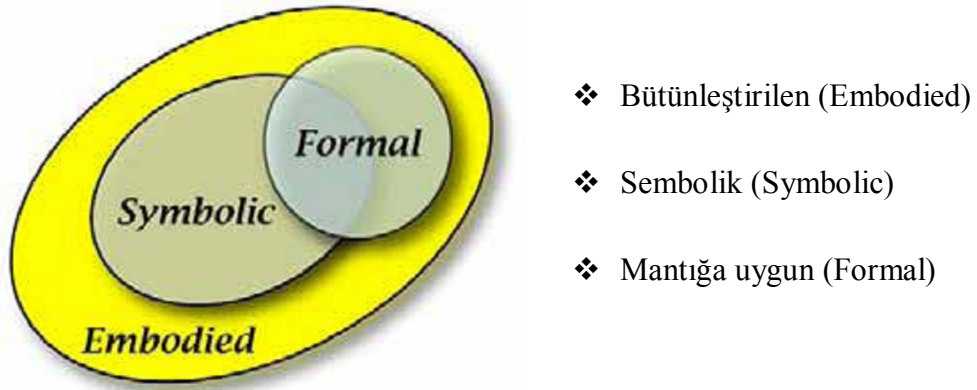 Formal
Symbolic
Embodied
❖ Bütünleştirilen (Embodied)
❖ Sembolik (Symbolic)
❖ Mantığa uygun (Formal)